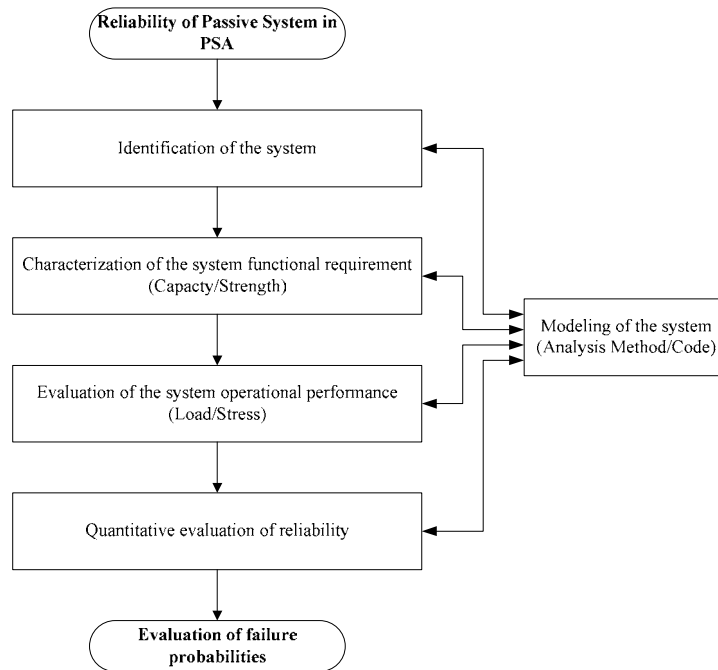 Reliability of Passive System in
PSA
Identification of the system
Characterization of the system functional requirement
(Capacty/Strength)
Modeling of the system
(Analysis Method/Code)
Evaluation of the system operational performance
(Load/Stress)
Quantitative evaluation of reliability
Evaluation of failure
probabilities